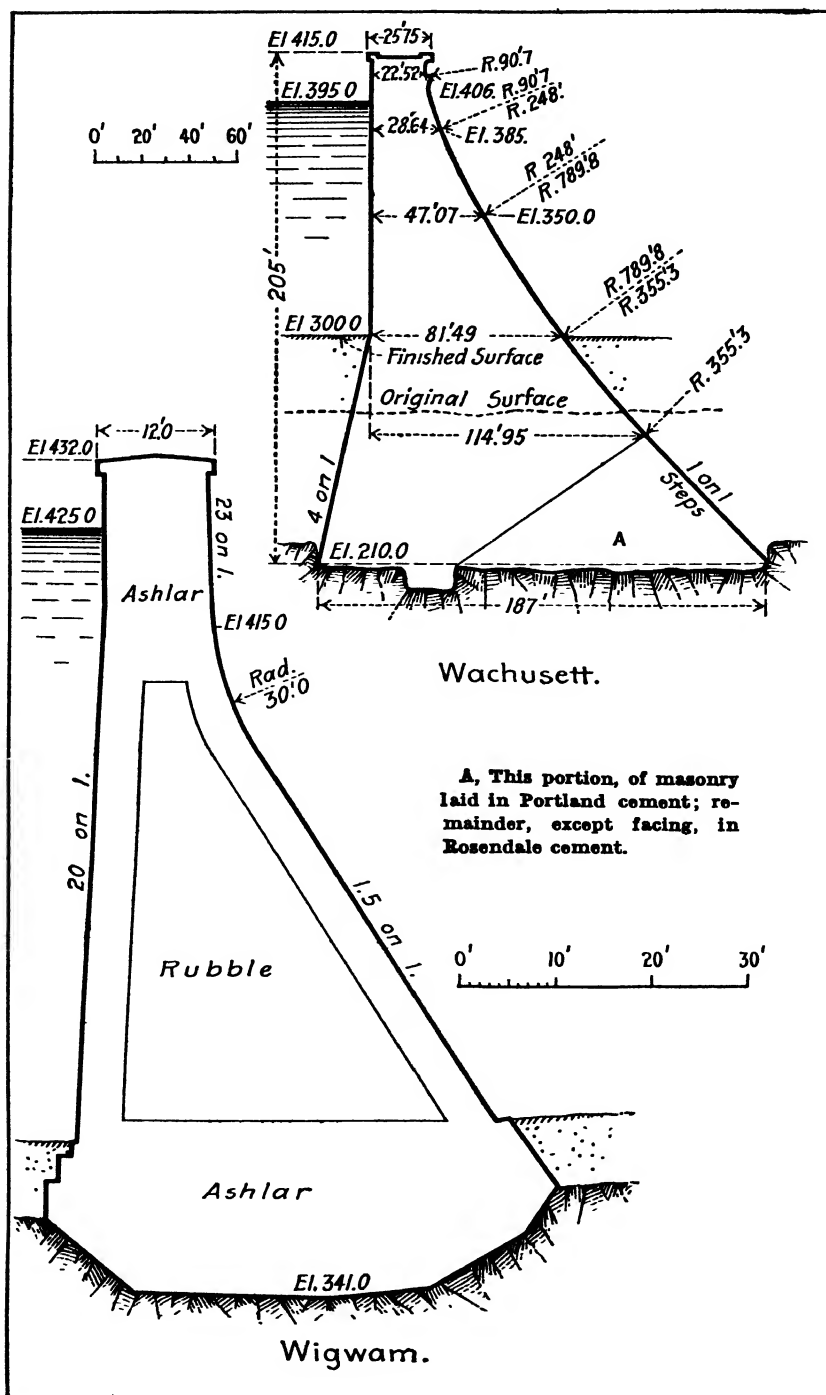 25'.75
El 415.0
22'.52
R.90'.7
El.406.
R.90'.7
R.248'.
El.395 0
0' 20' 40' 60'
28'.64
El.385.
R 248'
R.789'.8
47'.07
El.350.0
205'
R.789'.8
R.355'.3
El 300 0
81'.49
Finished Surface
R. 355'.3
Original Surface
114'.95
4 on 1
1 on 1
Steps
A
El.210.0
187'
Wachusett.
A, This portion, of masonry
laid in Portland cement; re-
mainder, except facing, in
Rosendale cement.
12'.0
El 432.0
El.425 0
23 on 1.
Ashlar
El 415 0
Rad.
30'.0
20 on 1.
1.5 on 1.
Rubble
0' 10' 20' 30'
Ashlar
El.341.0
Wigwam.